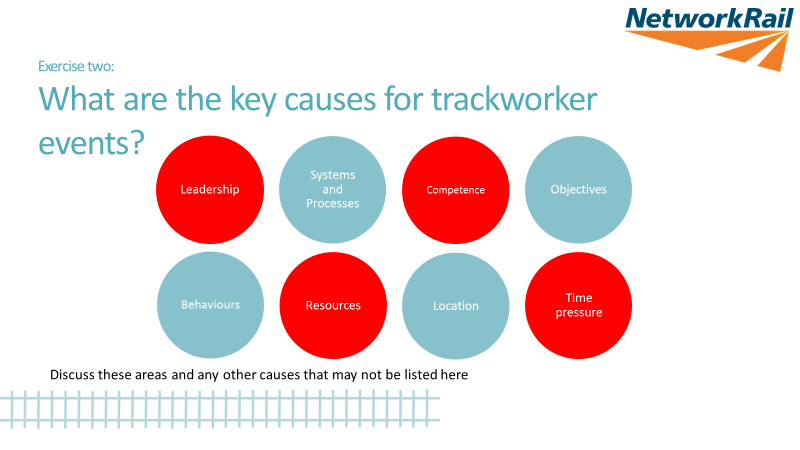 NetworkRail
Exercise two:
What are the key causes for trackworker
events?
Leadership
Systems
and
Processes
Competence
Objectives
Behaviours
Resources
Location
Time
pressure
Discuss these areas and any other causes that may not be listed here